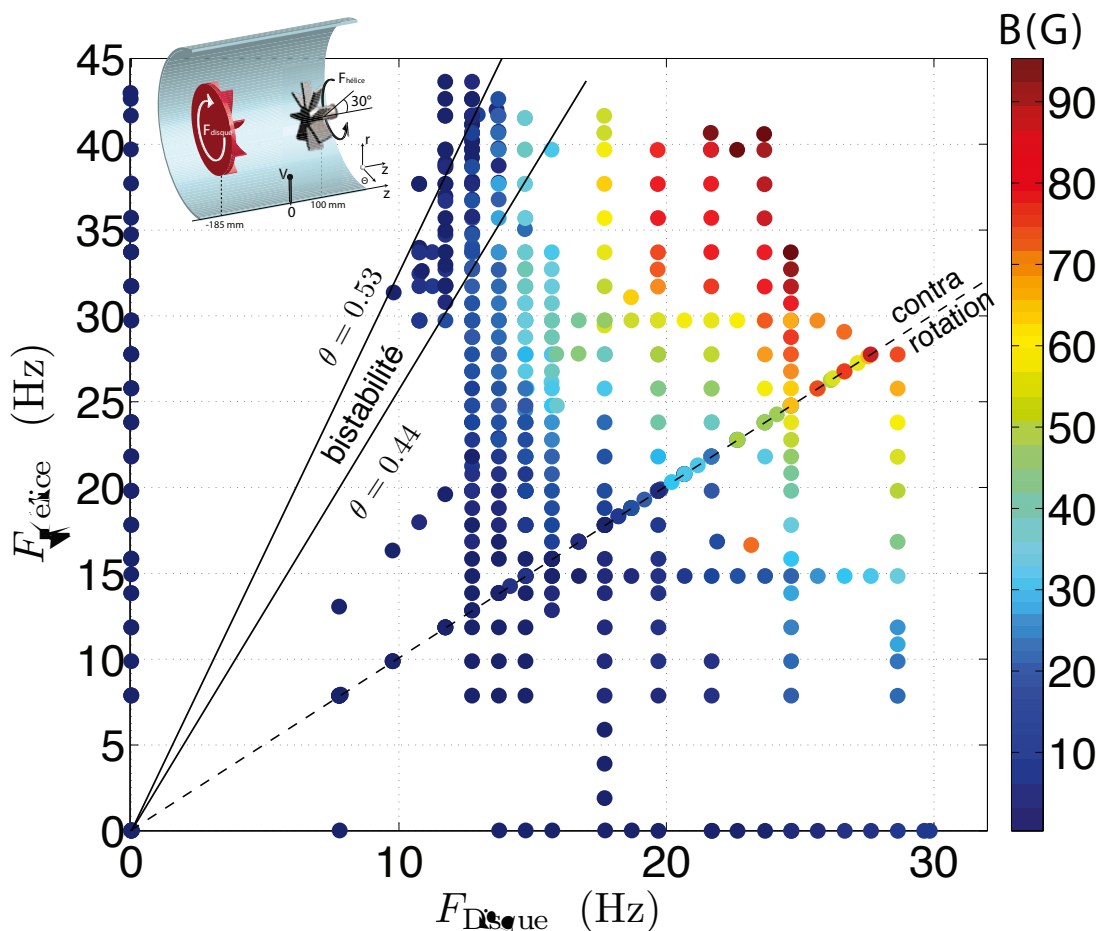 B(G)
90
80
70
60
50
40
30
20
10
F hélice
30°
F disque
r
z
Θ
z
V
0
100 mm
-185 mm
45
40
35
30
25
20
15
10
5
0
(Hz)
θ = 0.53
bistabilité
θ = 0.44
contra
rotation
0
10
20
30
F (Hz)